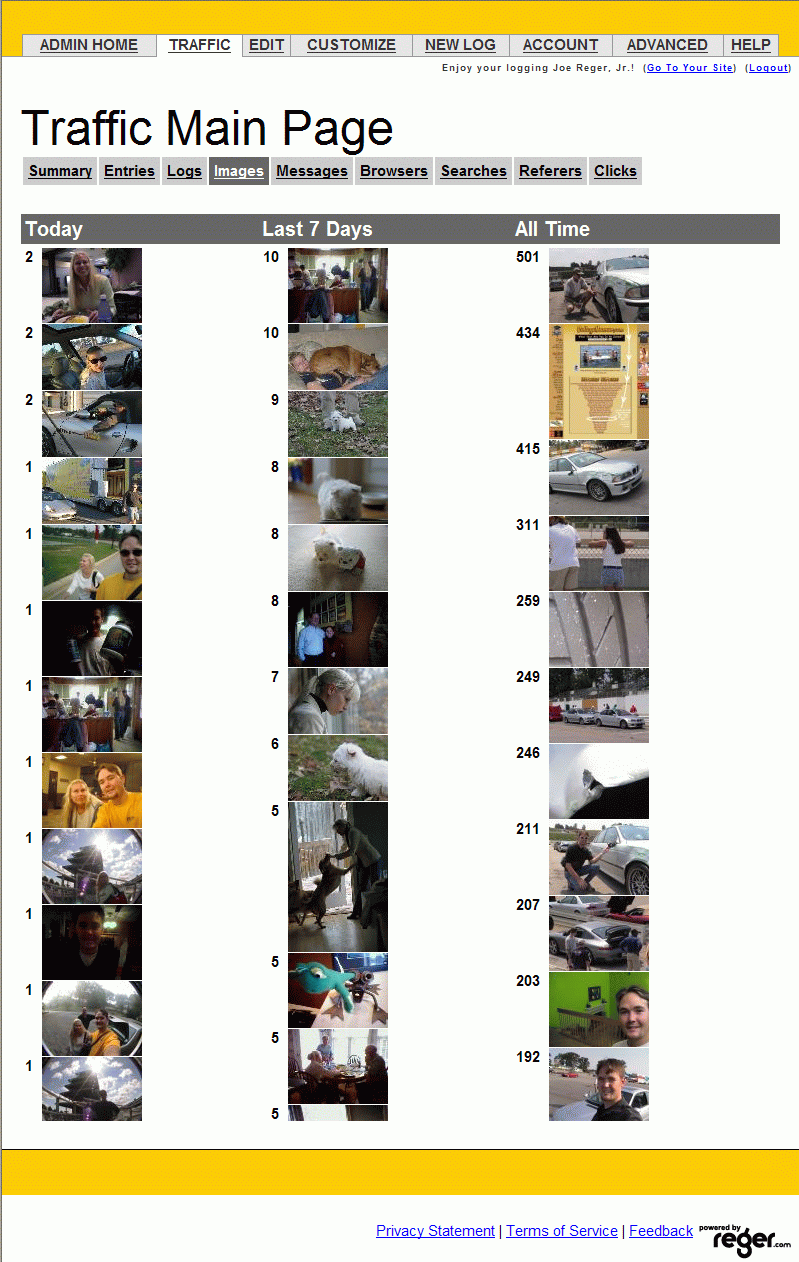 ADMIN HOME TRAFFIC EDIT CUSTOMIZE NEW LOG ACCOUNT ADVANCED HELP
Enjoy your logging Joe Reger, Jr.! (Go To Your Site) (Logout)
Traffic Main Page
Summary Entries Logs Images Messages Browsers Searches Referers Clicks
Today Last 7 Days All Time
2 10 501
2 10 434
2 9 415
1 8 311
1 8 259
1 8 249
1 7 246
1 6 211
1 5 207
1 5 203
1 5 192
1 5
Privacy Statement | Terms of Service | Feedback
powered by
reger.com